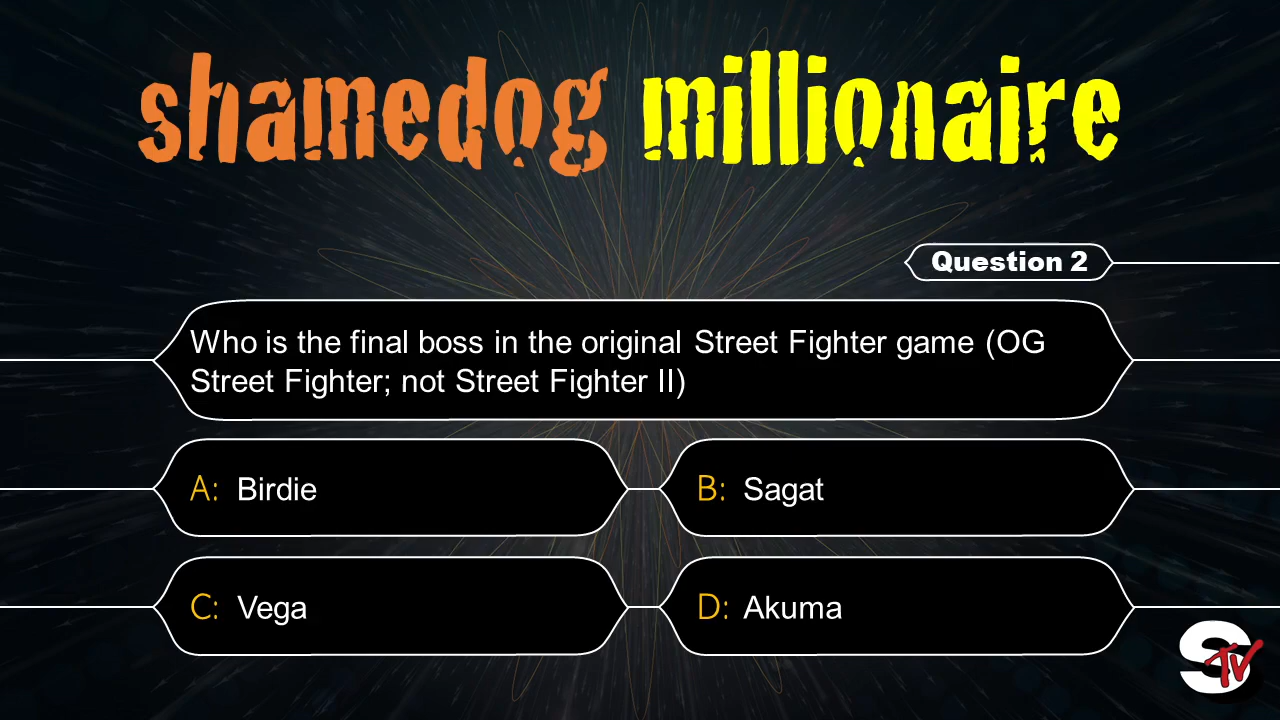 shamedog millionaire
Question 2
Who is the final boss in the original Street Fighter game (OG
Street Fighter; not Street Fighter II)
A: Birdie
B: Sagat
C: Vega
D: Akuma
STV